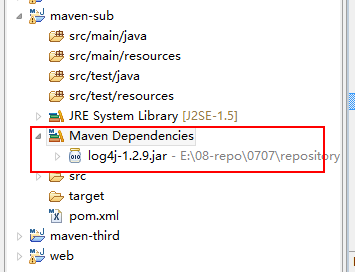 maven-sub
src/main/java
src/main/resources
src/test/java
src/test/resources
JRE System Library [J2SE-1.5]
Maven Dependencies
log4j-1.2.9.jar - E:\08-repo\0707\repository
src
target
pom.xml
maven-third
web